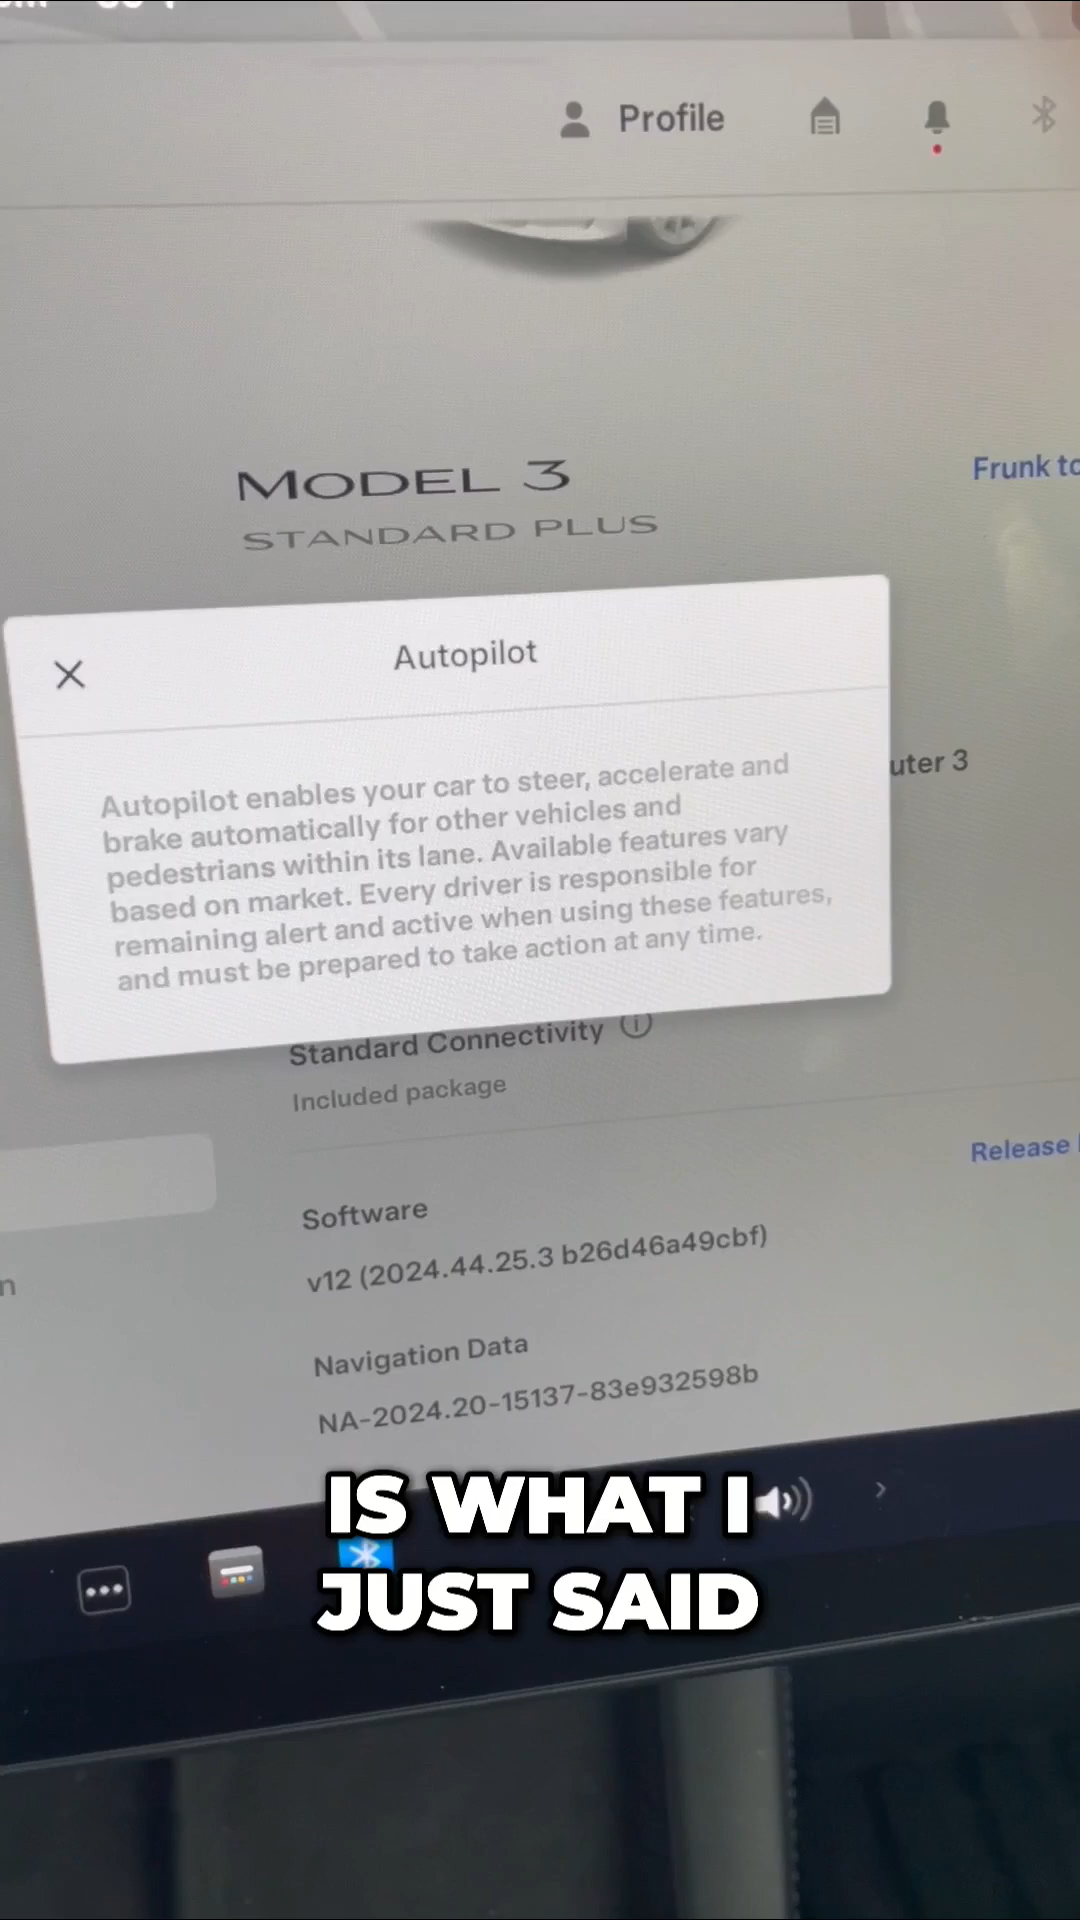 Profile
MODEL 3
STANDARD PLUS
Frunk to
Autopilot
Autopilot enables your car to steer, accelerate and
brake automatically for other vehicles and
pedestrians within its lane. Available features vary
based on market. Every driver is responsible for
remaining alert and active when using these features,
and must be prepared to take action at any time.
uter 3
Standard Connectivity
Included package
Release
Software
v12 (2024.44.25.3 b26d46a49cbf)
Navigation Data
NA-2024.20-15137-83e932598b
IS WHAT I
JUST SAID